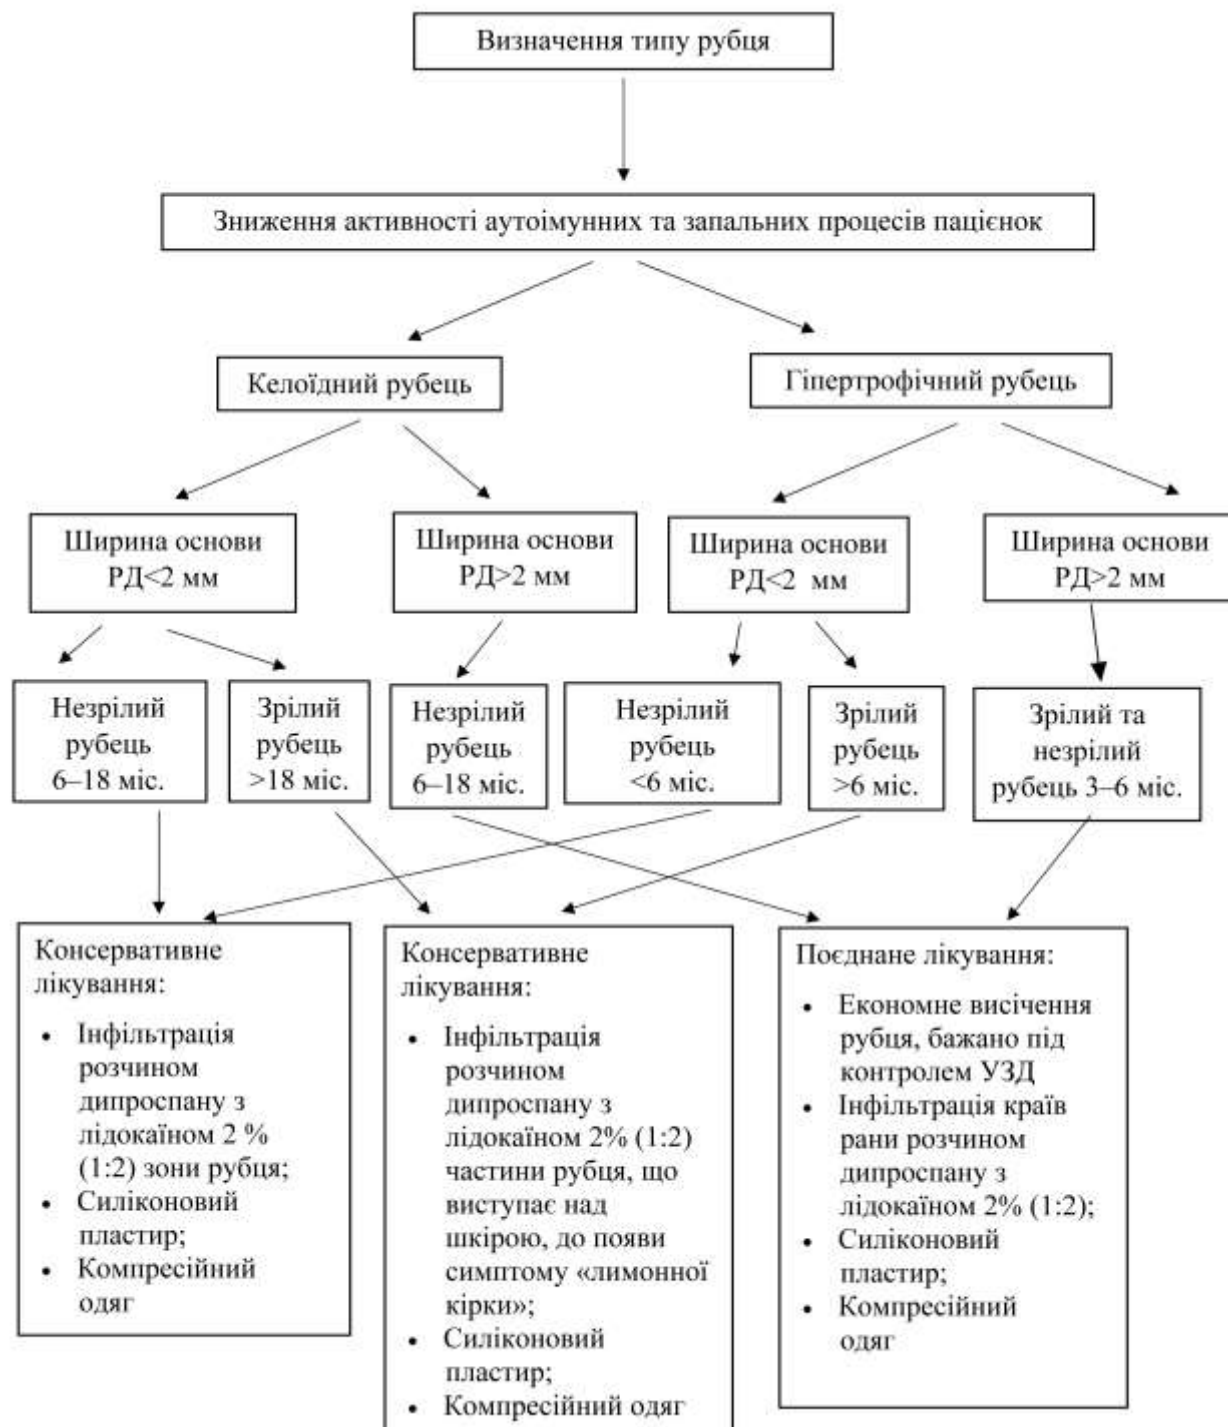 Визначення типу рубця
Зниження активності аутоімунних та запальних процесів пацієнок
Келоїдний рубець
Гіпертрофічний рубець
Ширина основи
РД<2 мм
Ширина основи
РД>2 мм
Ширина основи
РД<2 мм
Ширина основи
РД>2 мм
Незрілий
рубець
6–18 міс.
Зрілий
рубець
>18 міс.
Незрілий
рубець
6–18 міс.
Незрілий
рубець
<6 міс.
Зрілий
рубець
>6 міс.
Зрілий та
незрілий
рубець 3–6 міс.
Консервативне
лікування:
• Інфільтрація
розчином
дипроспану з
лідокаїном 2 %
(1:2) зони рубця;
• Силіконовий
пластир;
• Компресійний
одяг
Консервативне
лікування:
• Інфільтрація
розчином
дипроспану з
лідокаїном 2% (1:2)
частини рубця, що
виступає над
шкірою, до появи
симптому «лимонної
кірки»;
• Силіконовий
пластир;
• Компресійний одяг
Поєднане лікування:
• Економне висічення
рубця, бажано під
контролем УЗД
• Інфільтрація країв
рани розчином
дипроспану з
лідокаїном 2% (1:2);
• Силіконовий
пластир;
• Компресійний
одяг